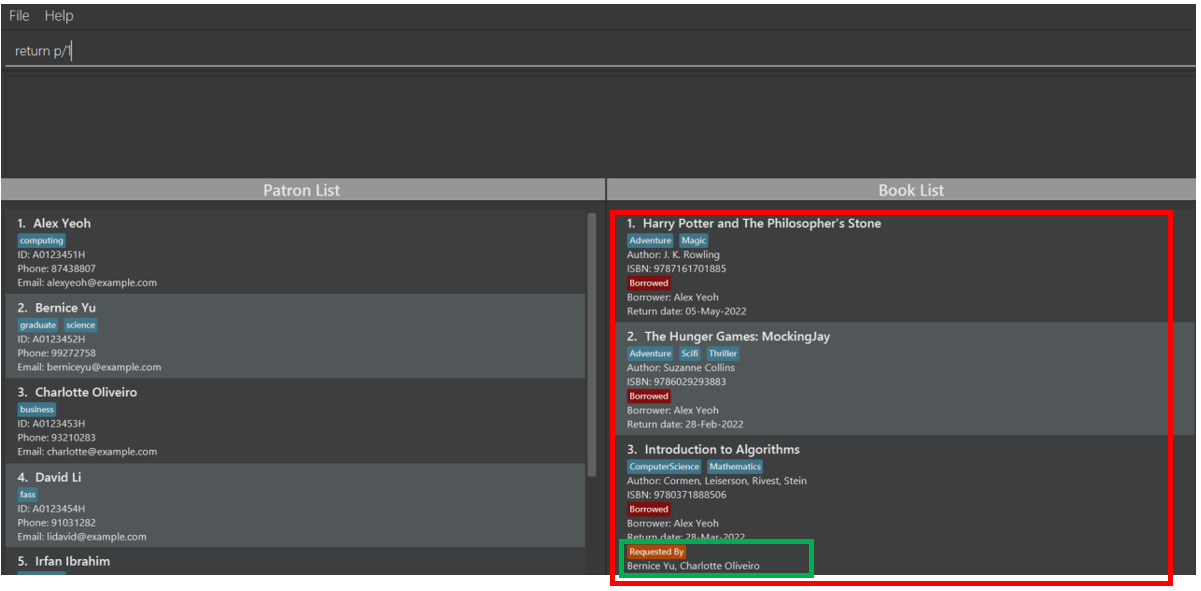 File Help
return p/1
Patron List
Book List
1. Alex Yeoh
computing
ID: A0123451H
Phone: 87438807
Email: alexyeoh@example.com
2. Bernice Yu
graduate science
ID: A0123452H
Phone: 99272758
Email: berniceyu@example.com
3. Charlotte Oliveiro
business
ID: A0123453H
Phone: 93210283
Email: charlotte@example.com
4. David Li
fass
ID: A0123454H
Phone: 91031282
Email: lidavid@example.com
5. Irfan Ibrahim
1. Harry Potter and The Philosopher's Stone
Adventure Magic
Author: J. K. Rowling
ISBN: 9787161701885
Borrowed
Borrower: Alex Yeoh
Return date: 05-May-2022
2. The Hunger Games: MockingJay
Adventure Scifi Thriller
Author: Suzanne Collins
ISBN: 9786029293883
Borrowed
Borrower: Alex Yeoh
Return date: 28-Feb-2022
3. Introduction to Algorithms
ComputerScience Mathematics
Author: Cormen, Leiserson, Rivest, Stein
ISBN: 9780371888506
Borrowed
Borrower: Alex Yeoh
Return date: 28-Mar-2022
Requested By
Bernice Yu, Charlotte Oliveiro